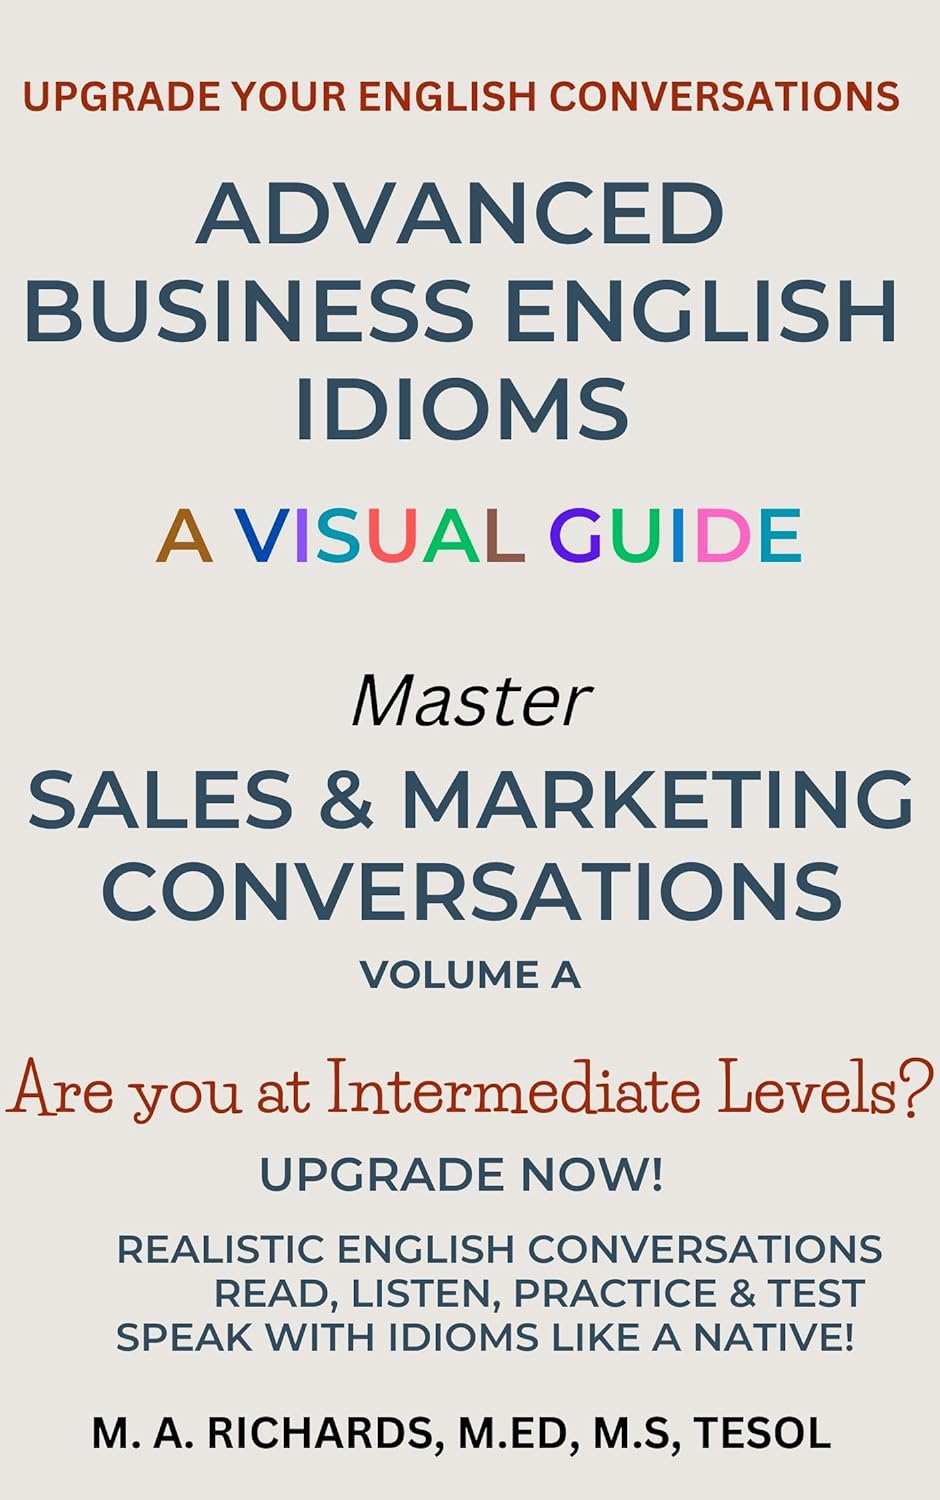 UPGRADE YOUR ENGLISH CONVERSATIONS
ADVANCED
BUSINESS ENGLISH
IDIOMS
A VISUAL GUIDE
Master
SALES & MARKETING
CONVERSATIONS
VOLUME A
Are you at Intermediate Levels?
UPGRADE NOW!
REALISTIC ENGLISH CONVERSATIONS
READ, LISTEN, PRACTICE & TEST
SPEAK WITH IDIOMS LIKE A NATIVE!
M. A. RICHARDS, M.ED, M.S, TESOL